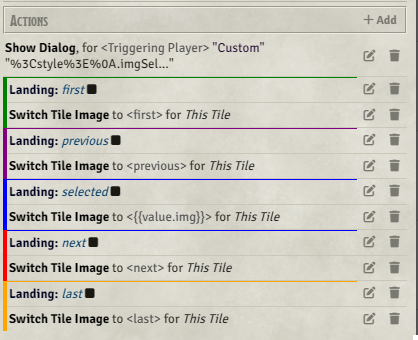 ACTIONS
+ Add
Show Dialog, for <Triggering Player> "Custom"
"%3Cstyle%3E%0A.imgSel..."
Landing: first
Switch Tile Image to <first> for This Tile
Landing: previous
Switch Tile Image to <previous> for This Tile
Landing: selected
Switch Tile Image to <{{value.img}}> for This Tile
Landing: next
Switch Tile Image to <next> for This Tile
Landing: last
Switch Tile Image to <last> for This Tile